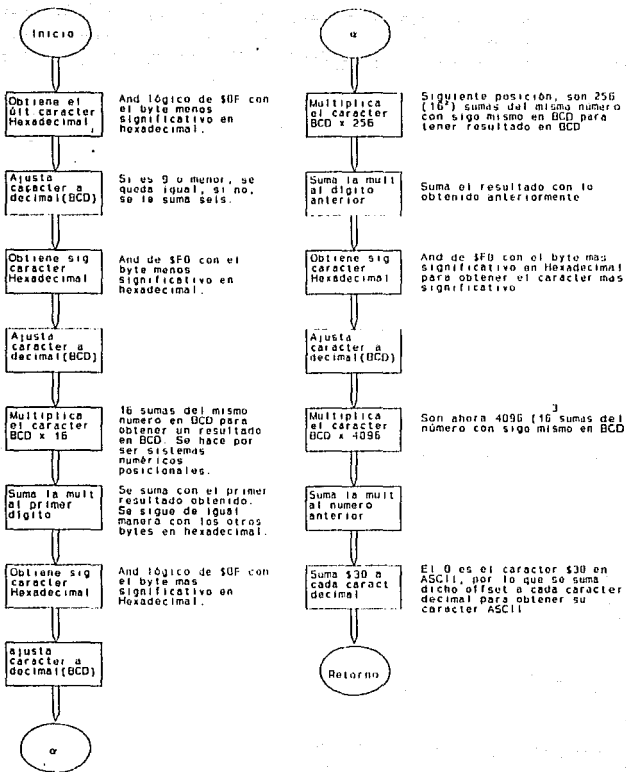 Inicio
Obtiene el
últ caracter
Hexadecimal
And lógico de $0F con
el byte menos
significativo en
hexadecimal.
Ajusta
caracter a
decimal(BCD)
Si es 9 o menor, se
queda igual, si no,
se le suma seis.
Obtiene sig
caracter
Hexadecimal
And de $F0 con el
byte menos
significativo en
hexadecimal.
Ajusta
caracter a
decimal(BCD)
Multiplica
el caracter
BCD x 16
16 sumas del mismo
numero en BCD para
obtener un resultado
en BCD. Se hace por
ser sistemas
numéricos
posicionales.
Suma la mult
al primer
dígito
Se suma con el primer
resultado obtenido.
Se sigue de igual
manera con los otros
bytes en hexadecimal.
Obtiene sig
caracter
Hexadecimal
And lógico de $0F con
el byte mas
significativo en
Hexadecimal.
ajusta
caracter a
decimal(BCD)
α
α
Multiplica
el caracter
BCD x 256
Siguiente posición, son 256
(16²) sumas del mismo número
con sigo mismo en BCD para
tener resultado en BCD
Suma la mult
al dígito
anterior
Suma el resultado con lo
obtenido anteriormente
Obtiene sig
caracter
Hexadecimal
And de $F0 con el byte mas
significativo en Hexadecimal
para obtener el carácter mas
significativo
Ajusta
caracter a
decimal(BCD)
Multiplica
el caracter
BCD x 4096
Son ahora 4096 (16³ sumas del
número con sigo mismo en BCD
Suma la mult
al numero
anterior
Suma $30 a
cada caract
decimal
El 0 es el caracter $30 en
ASCII, por lo que se suma
dicho offset a cada caracter
decimal para obtener su
caracter ASCII
Retorno